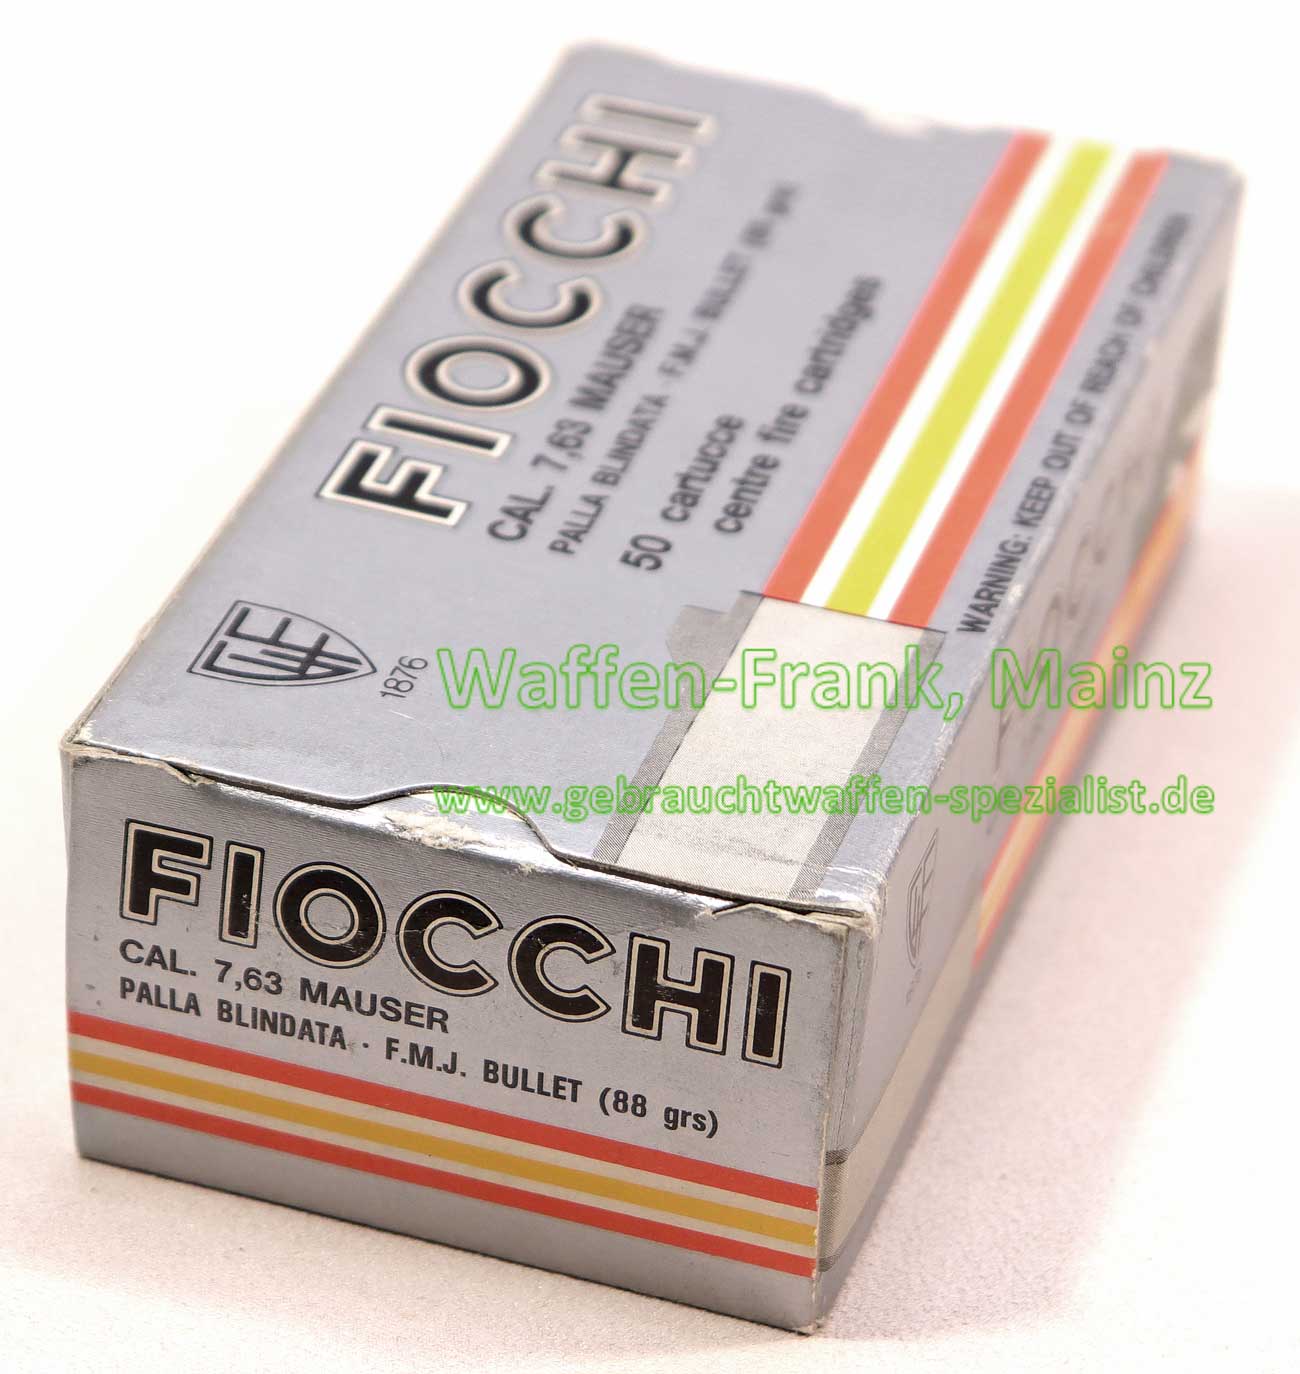 FIOCCHI
CAL. 7,63 MAUSER
PALLA BLINDATA · F.M.J. BULLET
50 cartucce
centre fire cartridges
1876
WARNING: KEEP OUT OF REACH OF CHILDREN
Waffen-Frank, Mainz
www.gebrauchtwaffen-spezialist.de
FIOCCHI
CAL. 7,63 MAUSER
PALLA BLINDATA · F.M.J. BULLET (88 grs)